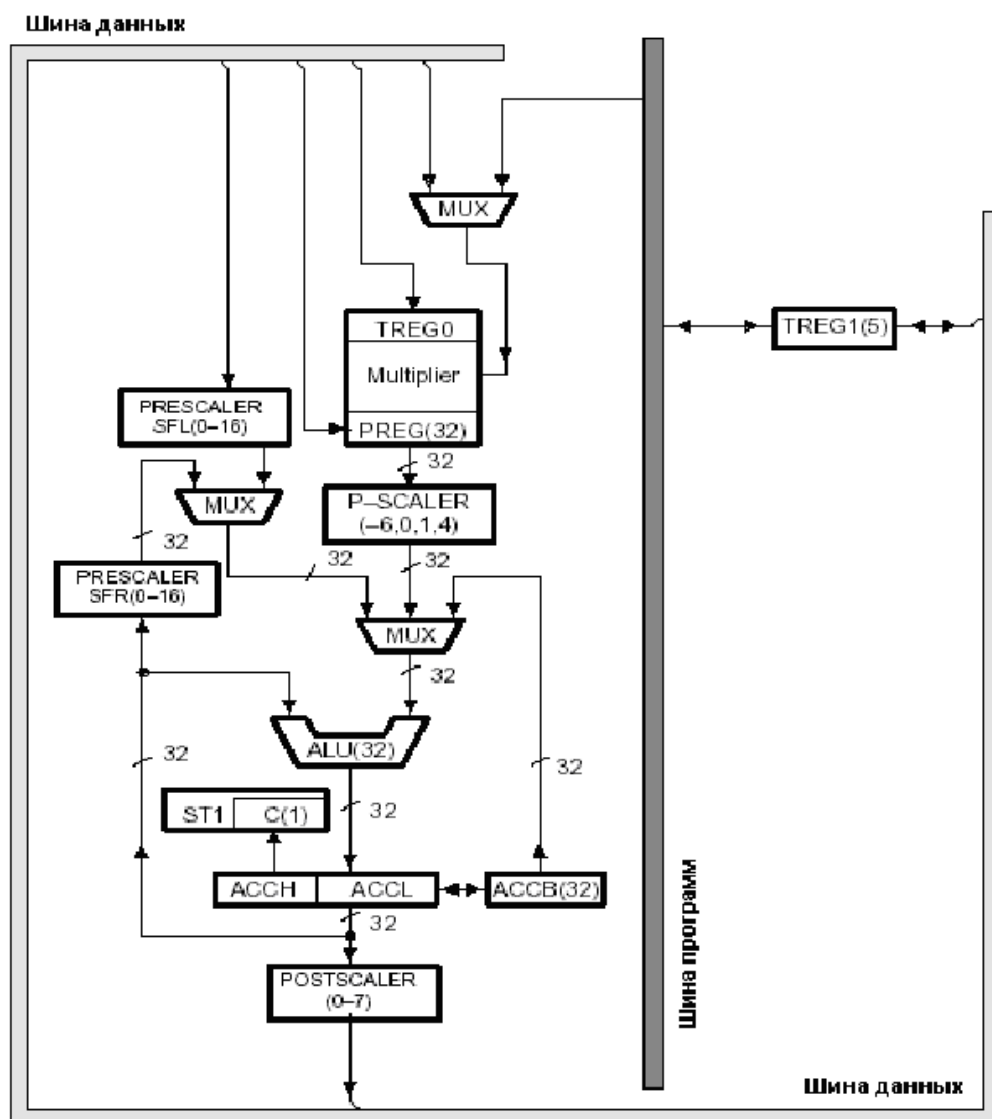 Шина данных
MUX
TREG0
Multiplier
PREG(32)
TREG1(5)
PRESCALER
SFL(0–16)
32
MUX
P–SCALER
(–6,0,1,4)
32
32
32
PRESCALER
SFR(0–16)
MUX
32
ALU(32)
32
32
32
ST1
C(1)
ACCH
ACCL
ACCB(32)
32
POSTSCALER
(0–7)
Шина программ
Шина данных